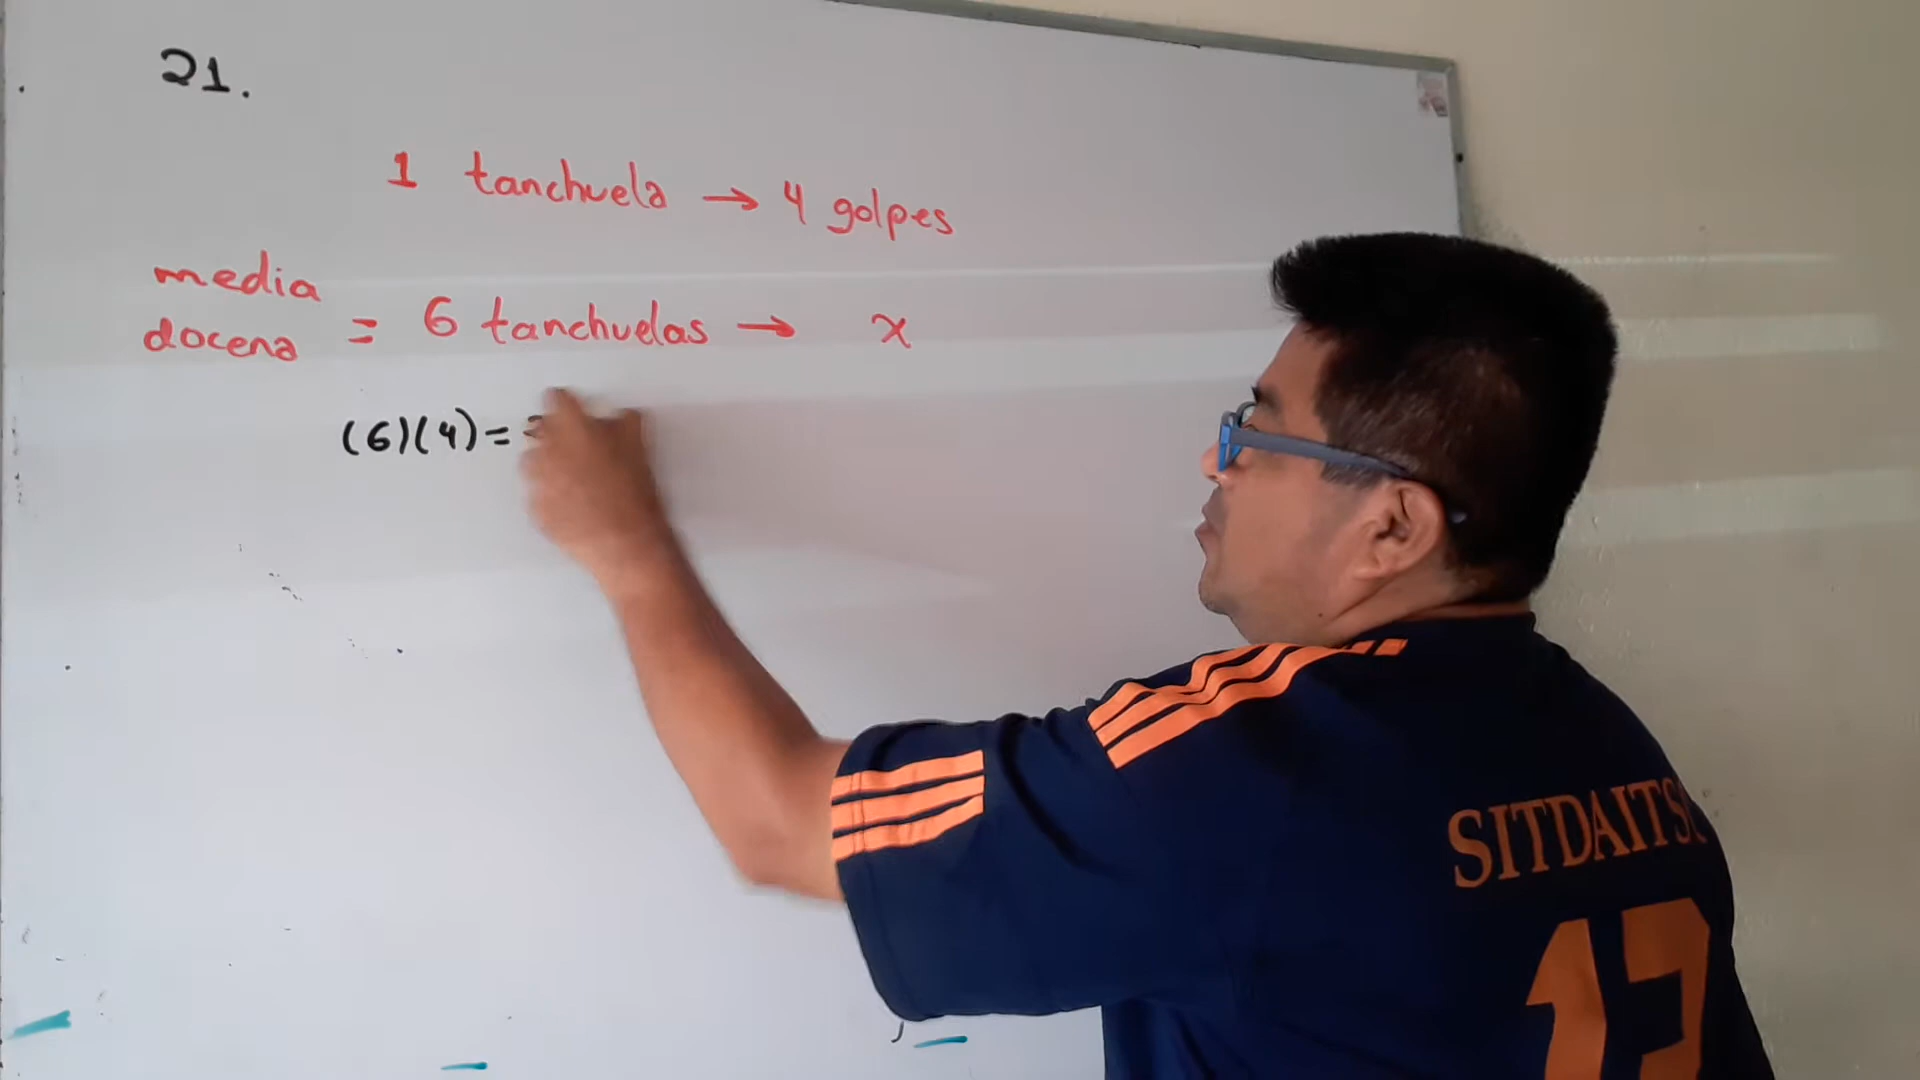 21.
1 tanchuela → 4 golpes
media
docena = 6 tanchuelas → x
(6)(4)=